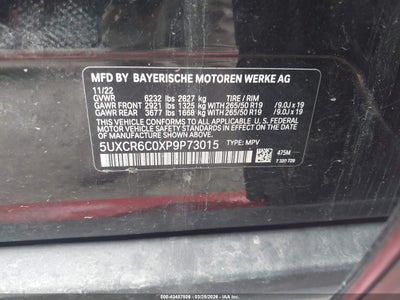 MFD BY BAYERISCHE MOTOREN WERKE AG
11/22
GVWR 6232 lbs 2827 kg TIRE / RIM
GAWR FRONT 2921 lbs 1325 kg WITH 265/50 R19 /9.0J x 19
GAWR REAR 3677 lbs 1668 kg WITH 265/50 R19 /9.0J x 19
THIS VEHICLE CONFORMS TO ALL APPLICABLE U.S. FEDERAL
MOTOR VEHICLE SAFETY STANDARDS IN EFFECT ON THE
DATE OF MANUFACTURE SHOWN ABOVE.
5UXCR6C0XP9P73015 TYPE: MPV
475M